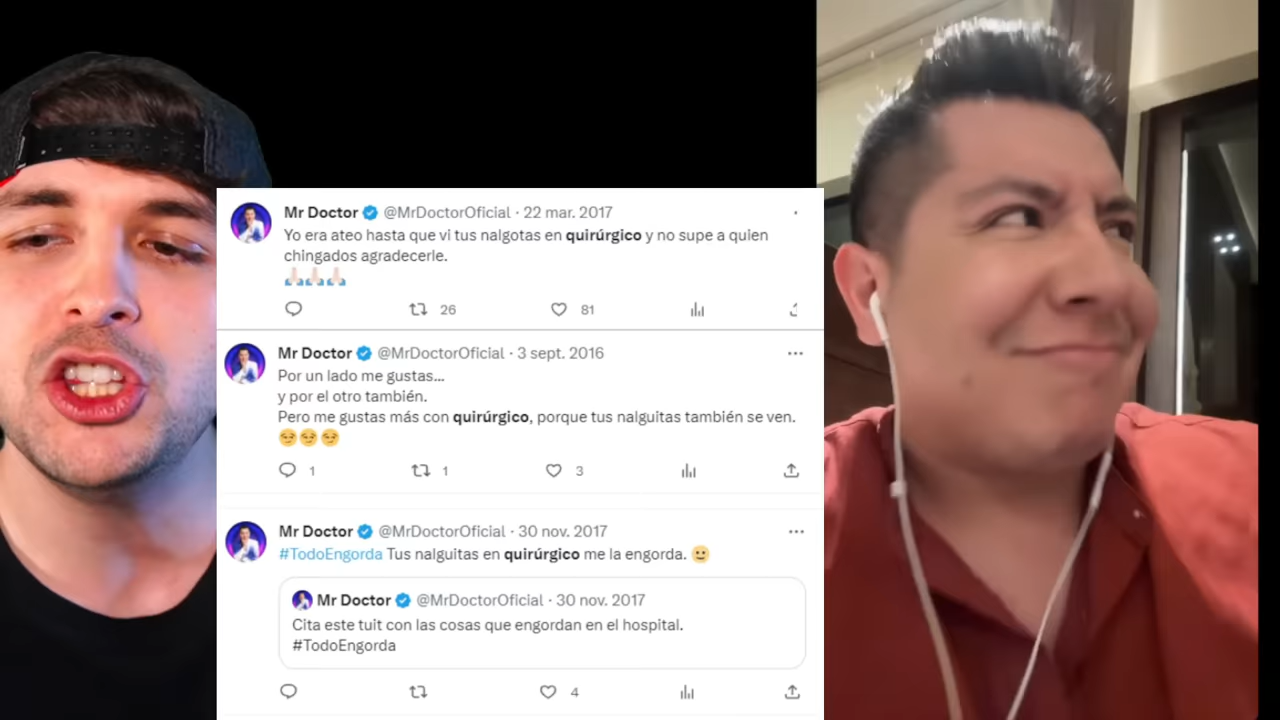 Mr Doctor @MrDoctorOficial · 22 mar. 2017
Yo era ateo hasta que vi tus nalgotas en quirúrgico y no supe a quien
chingados agradecerle.
🙏🏻🙏🏻🙏🏻
26 81
Mr Doctor @MrDoctorOficial · 3 sept. 2016
Por un lado me gustas...
y por el otro también.
Pero me gustas más con quirúrgico, porque tus nalguitas también se ven.
😏😏😏
1 1 3
Mr Doctor @MrDoctorOficial · 30 nov. 2017
#TodoEngorda Tus nalguitas en quirúrgico me la engorda. 🙂
Mr Doctor @MrDoctorOficial · 30 nov. 2017
Cita este tuit con las cosas que engordan en el hospital.
#TodoEngorda
4